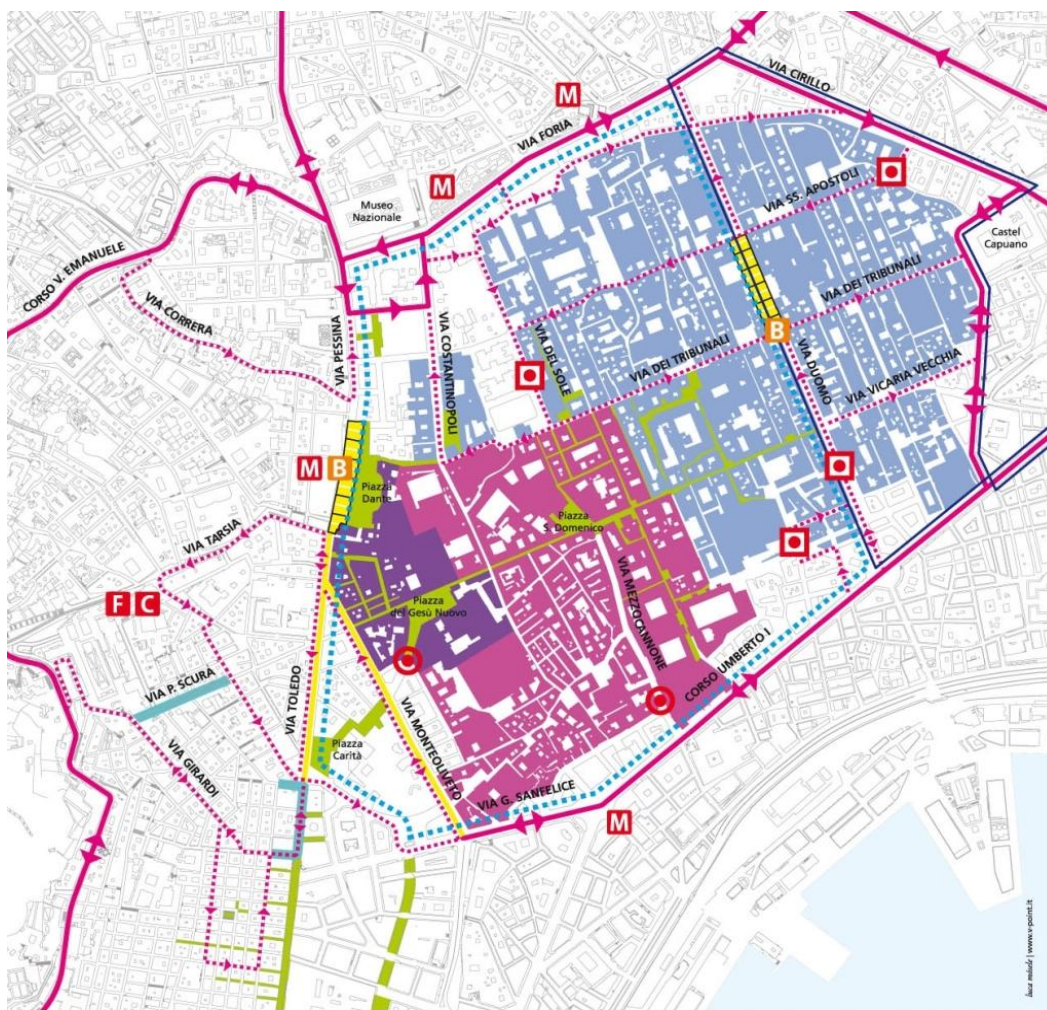 VIA CIRILLO
M
VIA FORIA
M
Museo
Nazionale
VIA SS. APOSTOLI
Castel
Capuano
CORSO V. EMANUELE
VIA CORRERA
VIA PESSINA
VIA COSTANTINOPOLI
VIA DEL SOLE
VIA DEI TRIBUNALI
VIA DEI TRIBUNALI
B
VIA DUOMO
VIA VICARIA VECCHIA
M B
Piazza
Dante
Piazza
S. Domenico
VIA TARSIA
F C
Piazza
del Gesù Nuovo
VIA MEZZOCANNONE
VIA P. SCURA
VIA TOLEDO
VIA MONTEOLIVETO
CORSO UMBERTO I
Piazza
Carità
VIA GIRARDI
VIA G. SANFELICE
M
| www.v-point.it